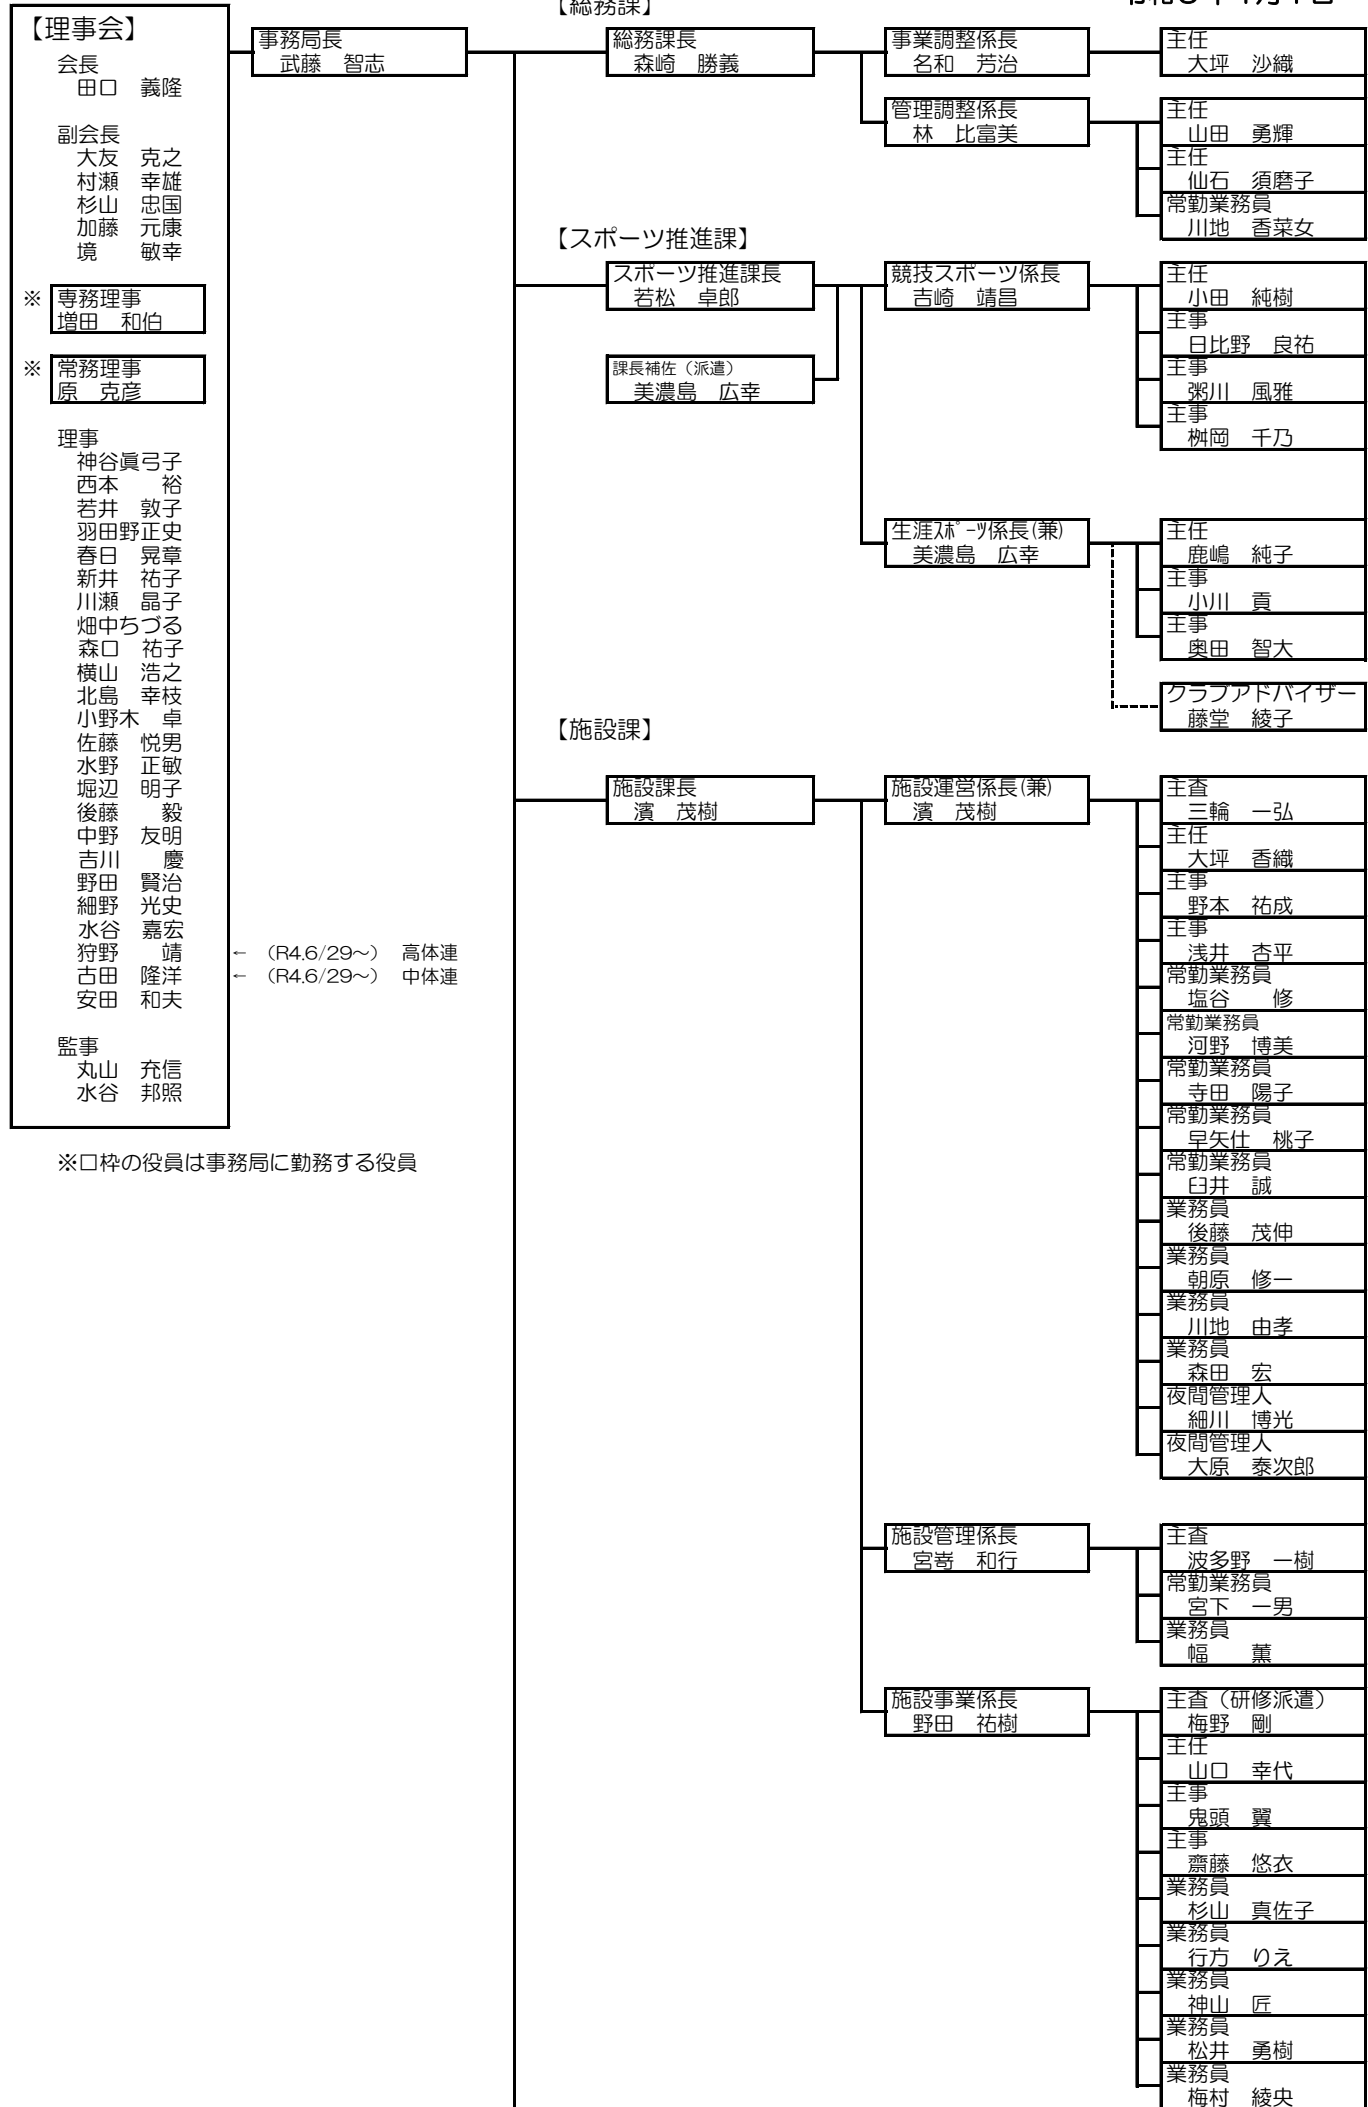 【総務課】
【理事会】
会長
田口　義隆
副会長
大友　克之
村瀬　幸雄
杉山　忠国
加藤　元康
境　　敏幸
※ 専務理事
増田　和伯
※ 常務理事
原　克彦
理事
神谷眞弓子
西本　　裕
若井　敦子
羽田野正史
春日　晃章
新井　祐子
川瀬　晶子
畑中ちづる
森口　祐子
横山　浩之
北島　幸枝
小野木　卓
佐藤　悦男
水野　正敏
堀辺　明子
後藤　　毅
中野　友明
吉川　　慶
野田　賢治
細野　光史
水谷　嘉宏
狩野　　靖 ← （R4.6/29～）　高体連
古田　隆洋 ← （R4.6/29～）　中体連
安田　和夫
監事
丸山　充信
水谷　邦照
※□枠の役員は事務局に勤務する役員
事務局長
武藤　智志
総務課長
森崎　勝義
事業調整係長
名和　芳治
主任
大坪　沙織
管理調整係長
林　比富美
主任
山田　勇輝
主任
仙石　須磨子
常勤業務員
川地　香菜女
【スポーツ推進課】
スポーツ推進課長
若松　卓郎
課長補佐（派遣）
美濃島　広幸
競技スポーツ係長
吉崎　靖昌
主任
小田　純樹
主事
日比野　良祐
主事
粥川　風雅
主事
桝岡　千乃
生涯ｽﾎﾟｰﾂ係長(兼)
美濃島　広幸
主任
鹿嶋　純子
主事
小川　貢
主事
奥田　智大
クラブアドバイザー
藤堂　綾子
【施設課】
施設課長
濱　茂樹
施設運営係長(兼)
濱　茂樹
主査
三輪　一弘
主任
大坪　香織
主事
野本　祐成
主事
浅井　杏平
常勤業務員
塩谷　　修
常勤業務員
河野　博美
常勤業務員
寺田　陽子
常勤業務員
早矢仕　桃子
常勤業務員
臼井　誠
業務員
後藤　茂伸
業務員
朝原　修一
業務員
川地　由孝
業務員
森田　宏
夜間管理人
細川　博光
夜間管理人
大原　泰次郎
施設管理係長
宮嵜　和行
主査
波多野　一樹
常勤業務員
宮下　一男
業務員
幅　　薫
施設事業係長
野田　祐樹
主査（研修派遣）
梅野　剛
主任
山口　幸代
主事
鬼頭　翼
主事
齋藤　悠衣
業務員
杉山　真佐子
業務員
行方　りえ
業務員
神山　匠
業務員
松井　勇樹
業務員
梅村　綾央